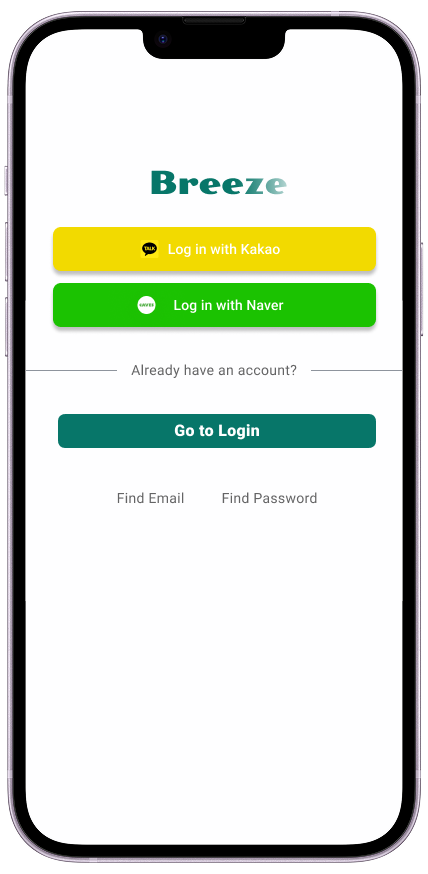 Breeze
TALK Log in with Kakao
NAVER Log in with Naver
Already have an account?
Go to Login
Find Email Find Password